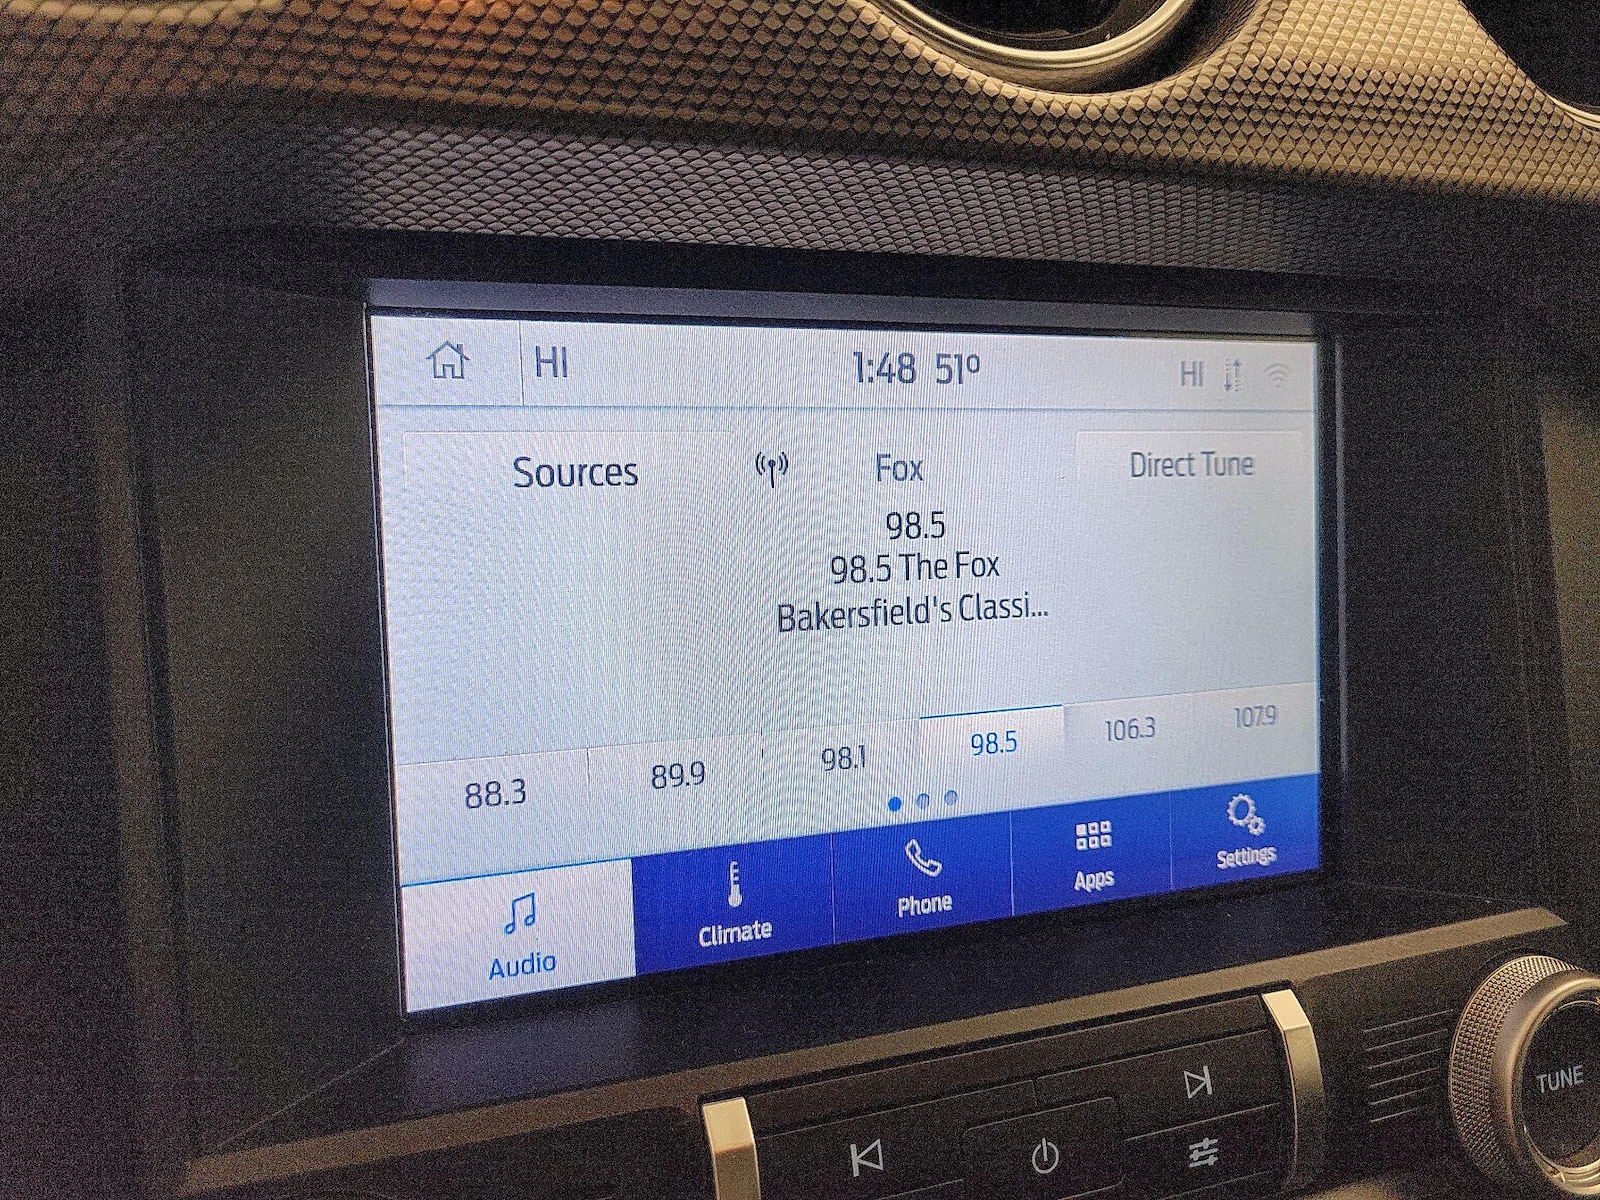 HI 1:48 51° HI
Sources Fox Direct Tune
98.5
98.5 The Fox
Bakersfield's Classi...
88.3 89.9 98.1 98.5 106.3 107.9
Audio Climate Phone Apps Settings
TUNE